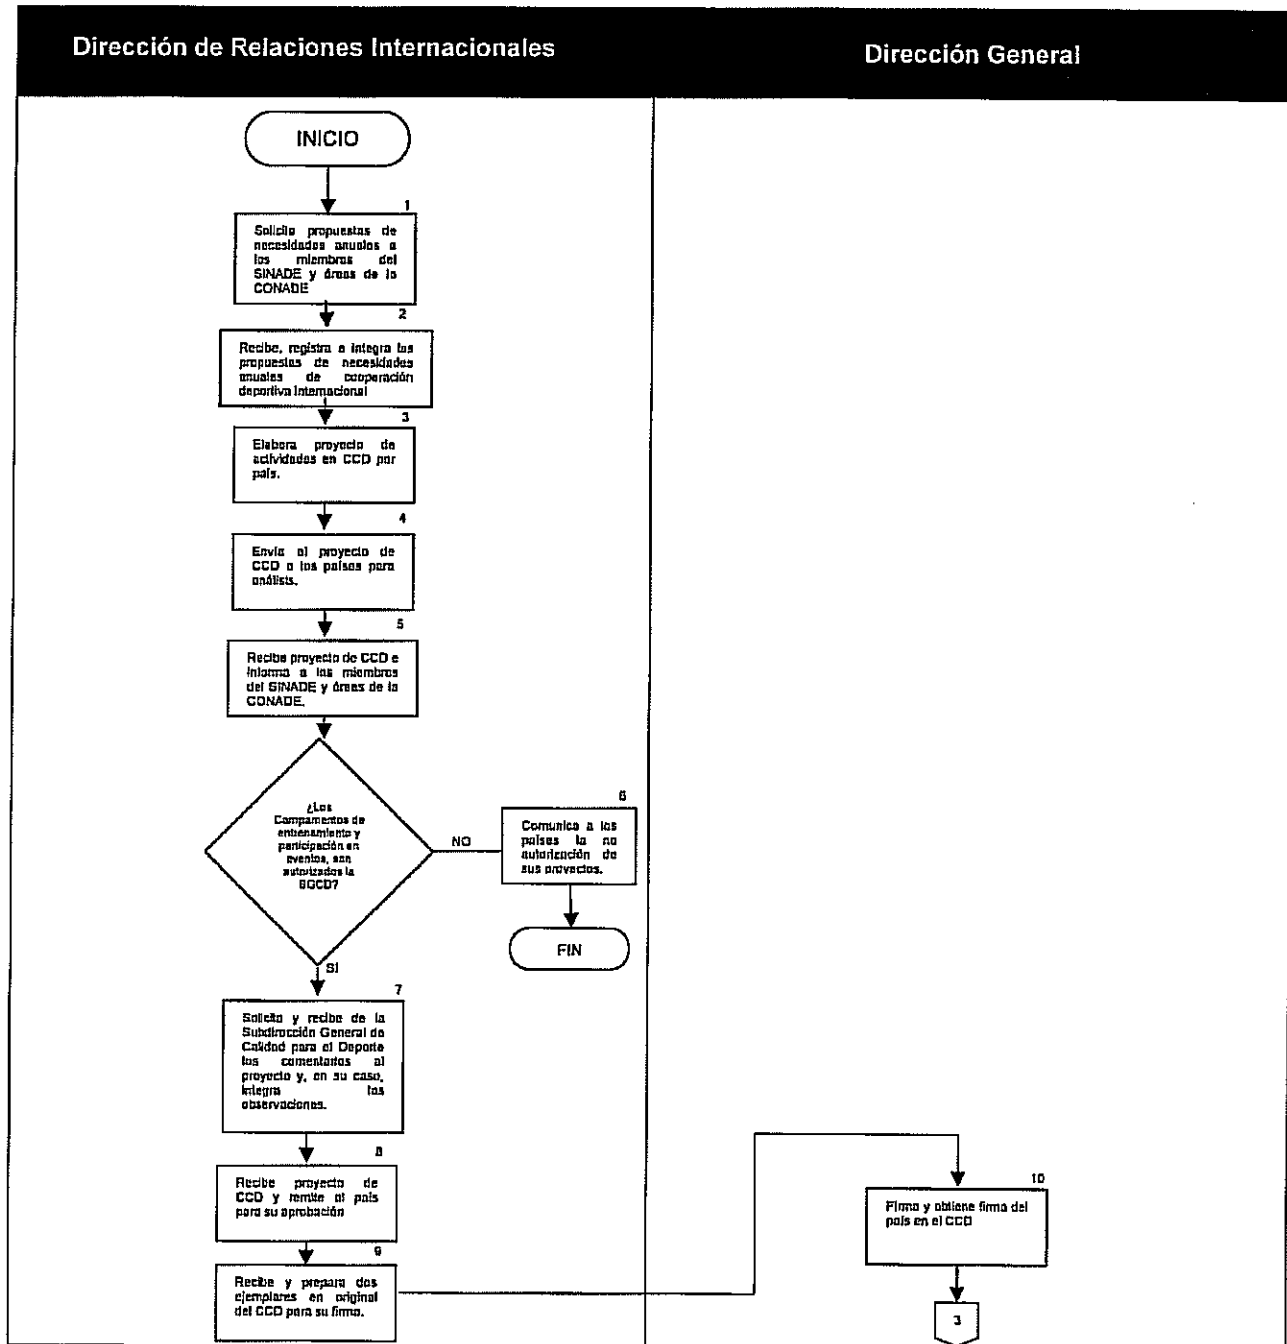 Dirección de Relaciones Internacionales
Dirección General
INICIO
1
Solicita propuestas de
necesidades anuales a
los miembros del
SINADE y áreas de la
CONADE
2
Recibe, registra e integra las
propuestas de necesidades
anuales de cooperación
deportiva internacional
3
Elabora proyecto de
actividades en CCD por
país.
4
Envía el proyecto de
CCD a los países para
análisis.
5
Recibe proyecto de CCD e
informa a los miembros
del SINADE y áreas de la
CONADE.
¿Los
Campamentos de
entrenamiento y
participación en
eventos, son
autorizados la
SGCD?
NO
6
Comunica a los
países la no
autorización de
sus proyectos.
FIN
SI
7
Solicita y recibe de la
Subdirección General de
Calidad para el Deporte
los comentarios al
proyecto y, en su caso,
integra las
observaciones.
8
Recibe proyecto de
CCD y remite al país
para su aprobación
9
Recibe y prepara dos
ejemplares en original
del CCD para su firma.
10
Firma y obtiene firma del
país en el CCD
3